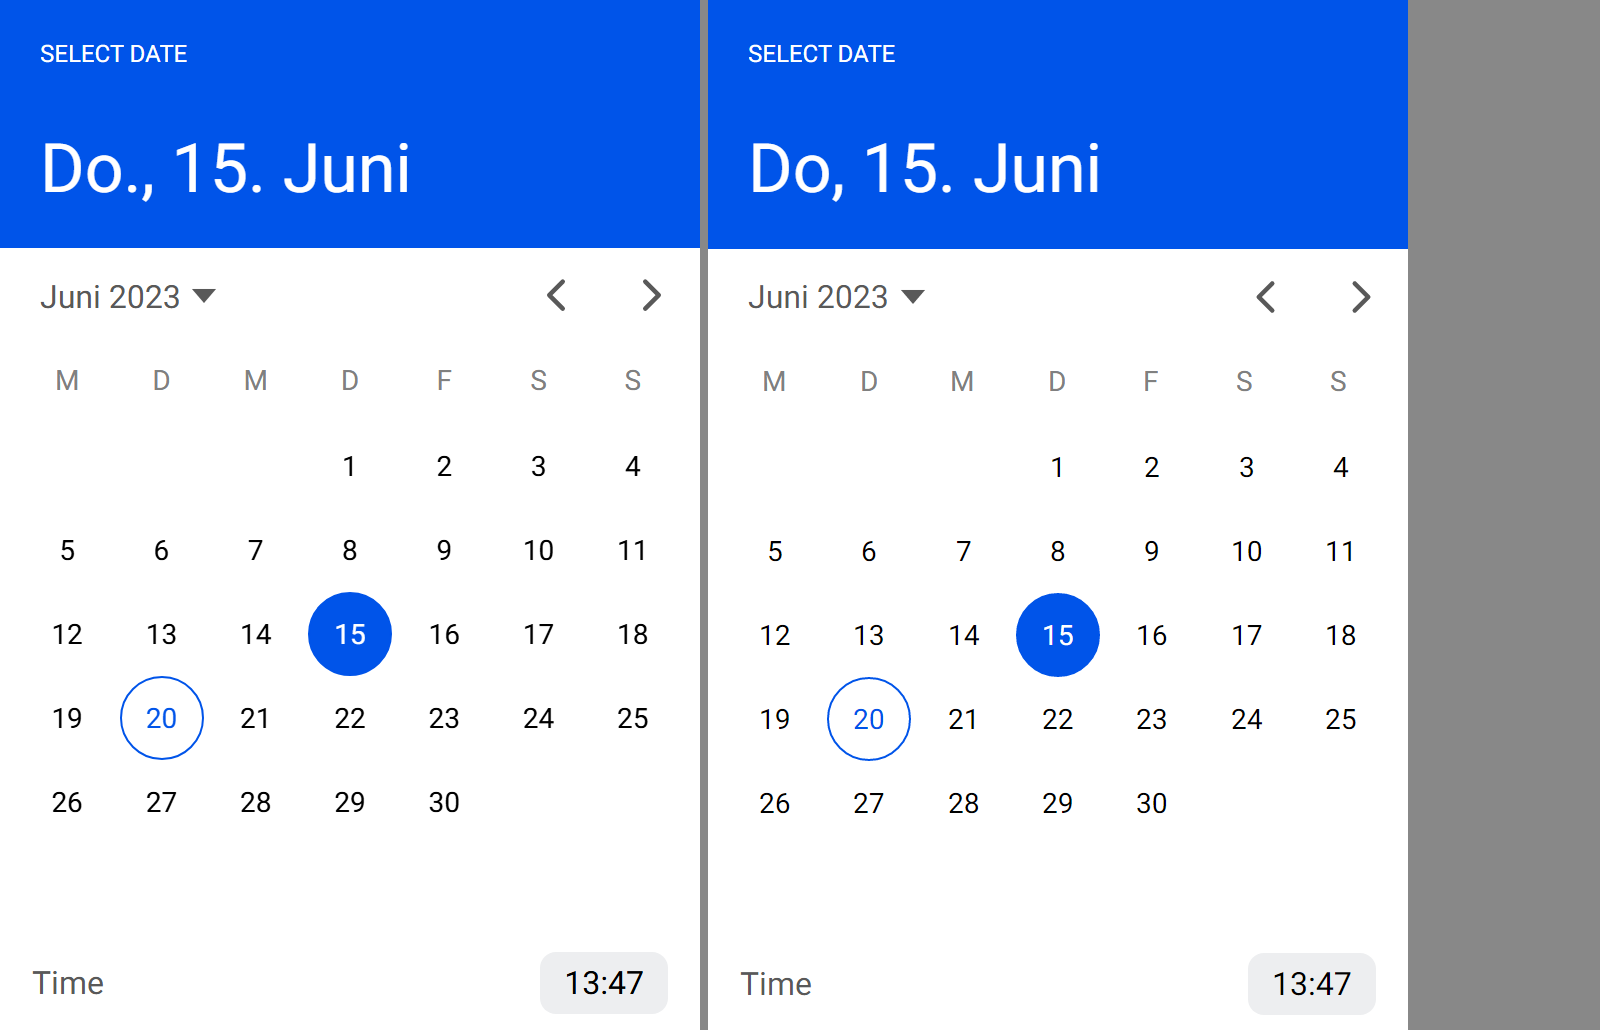 SELECT DATE
Do., 15. Juni
Juni 2023
M D M D F S S
1 2 3 4
5 6 7 8 9 10 11
12 13 14 15 16 17 18
19 20 21 22 23 24 25
26 27 28 29 30
Time 13:47
SELECT DATE
Do, 15. Juni
Juni 2023
M D M D F S S
1 2 3 4
5 6 7 8 9 10 11
12 13 14 15 16 17 18
19 20 21 22 23 24 25
26 27 28 29 30
Time 13:47